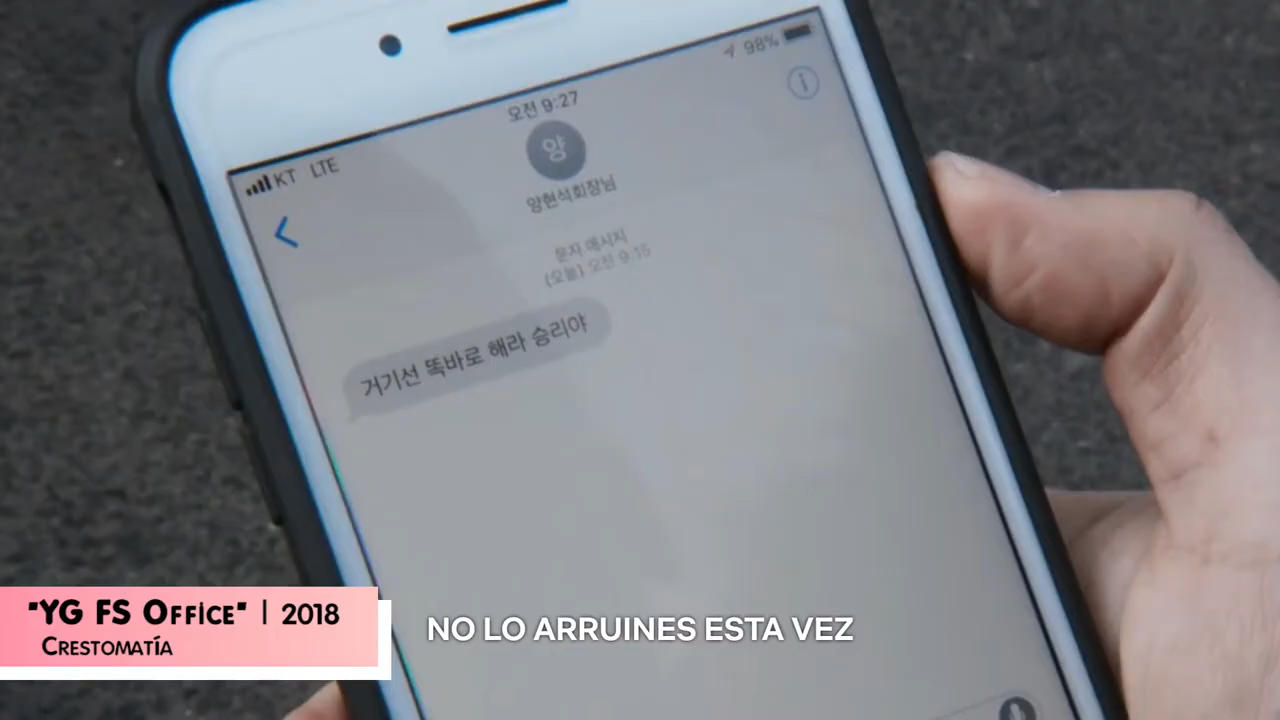 98%
오전 9:27
KT LTE
양
양현석회장님
문자 메시지
(오늘) 오전 9:15
거기선 똑바로 해라 승리야
"YG FS Office" | 2018
Crestomatía
NO LO ARRUINES ESTA VEZ